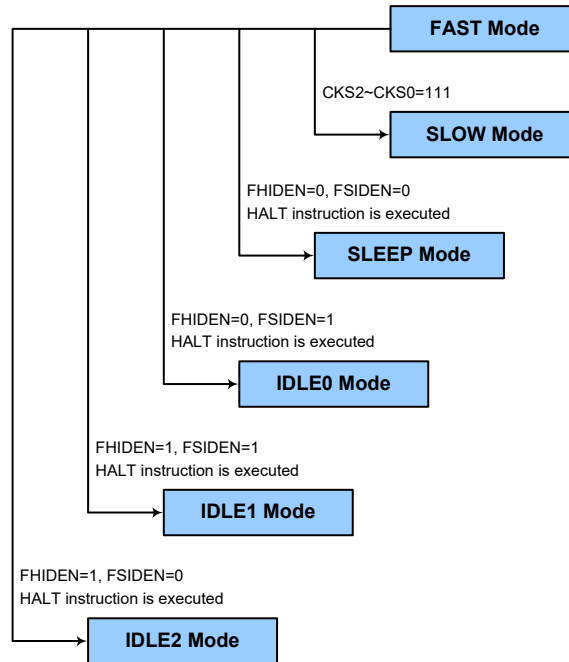 FAST Mode
CKS2~CKS0=111
SLOW Mode
FHIDEN=0, FSIDEN=0
HALT instruction is executed
SLEEP Mode
FHIDEN=0, FSIDEN=1
HALT instruction is executed
IDLE0 Mode
FHIDEN=1, FSIDEN=1
HALT instruction is executed
IDLE1 Mode
FHIDEN=1, FSIDEN=0
HALT instruction is executed
IDLE2 Mode